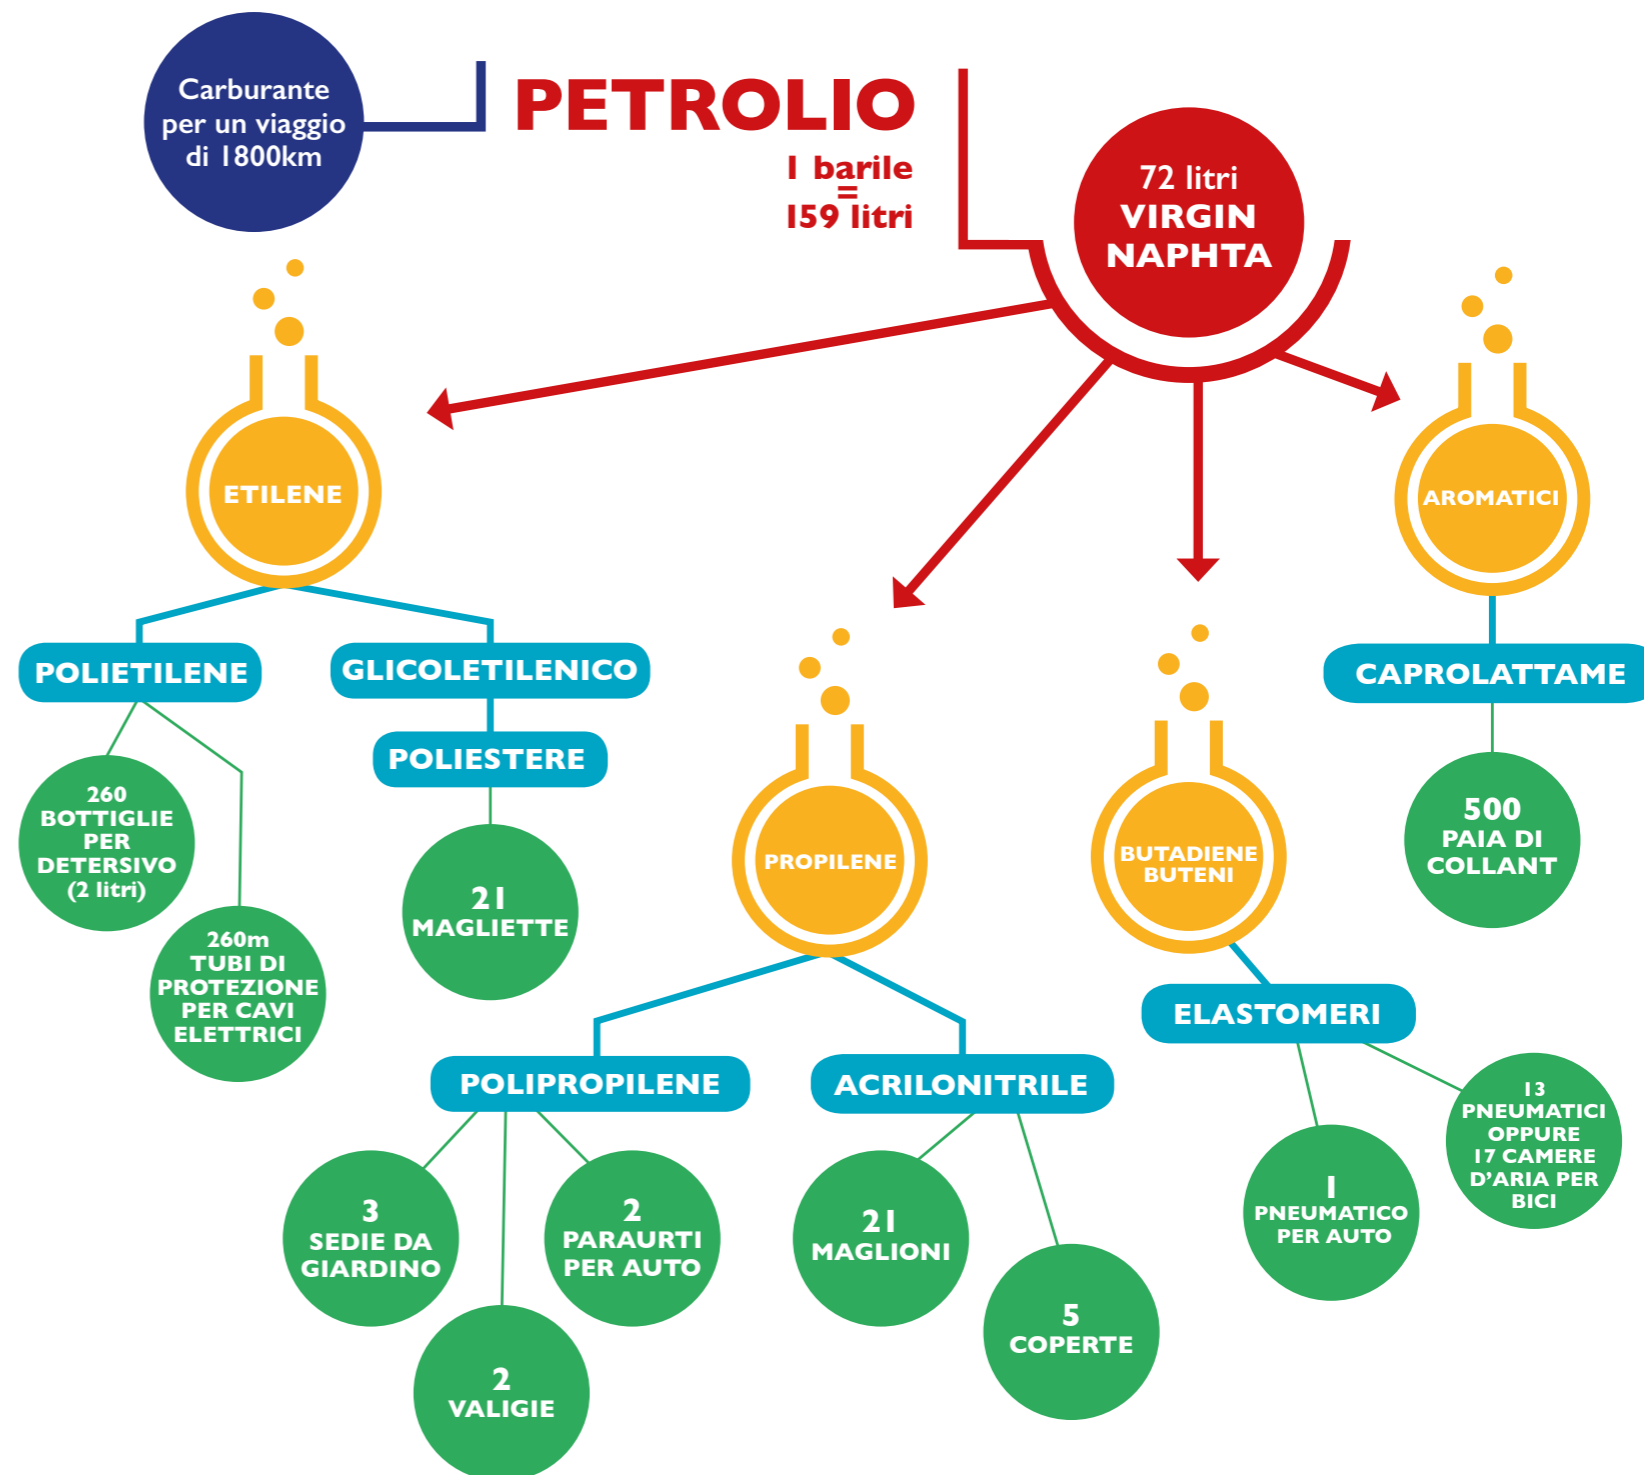 Carburante
per un viaggio
di 1800km
PETROLIO
1 barile
=
159 litri
72 litri
VIRGIN
NAPHTA
ETILENE
AROMATICI
POLIETILENE
GLICOLETILENICO
CAPROLATTAME
POLIESTERE
260
BOTTIGLIE
PER
DETERSIVO
(2 litri)
260m
TUBI DI
PROTEZIONE
PER CAVI
ELETTRICI
21
MAGLIETTE
PROPILENE
BUTADIENE
BUTENI
500
PAIA DI
COLLANT
POLIPROPILENE
ACRILONITRILE
ELASTOMERI
3
SEDIE DA
GIARDINO
2
VALIGIE
2
PARAURTI
PER AUTO
21
MAGLIONI
5
COPERTE
1
PNEUMATICO
PER AUTO
13
PNEUMATICI
OPPURE
17 CAMERE
D'ARIA PER
BICI